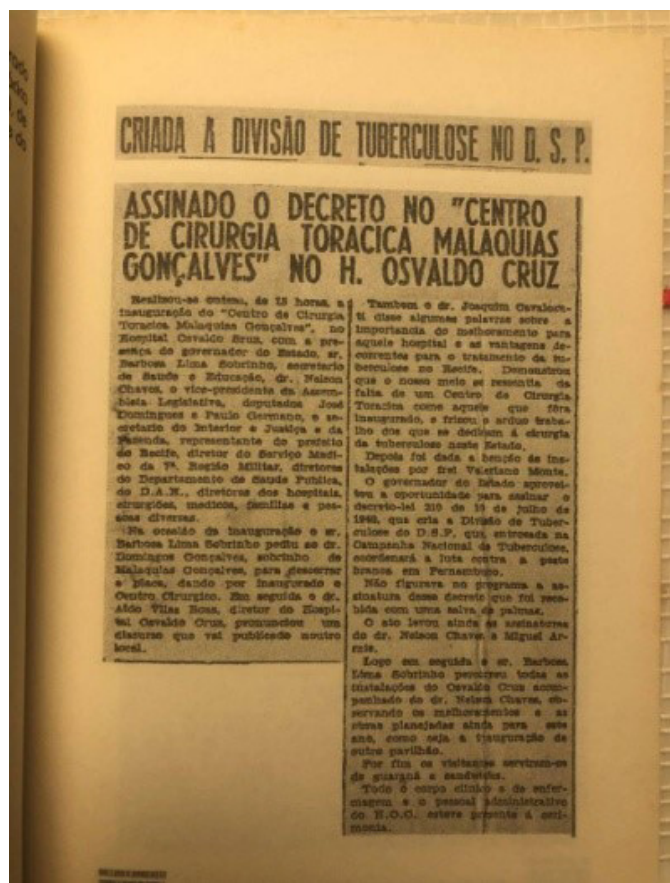 CRIADA A DIVISÃO DE TUBERCULOSE NO D. S. P.
ASSINADO O DECRETO NO "CENTRO
DE CIRURGIA TORACICA MALAQUIAS
GONÇALVES" NO H. OSVALDO CRUZ
Realizou-se ontem, ás 15 horas, a
inauguração do "Centro de Cirurgia
Toracica Malaquias Gonçalves", no
Hospital Osvaldo Cruz, com a pre-
sença do governador do Estado, sr.
Barbosa Lima Sobrinho, secretario
de Saúde e Educação, dr. Nelson
Chaves, o vice-presidente da Assem-
bleia Legislativa, deputados José
Domingues e Paulo Germano, o se-
cretario do Interior e Justiça e da
Fazenda, representante do prefeito
do Recife, diretor do Serviço Medi-
co da 7ª. Região Militar, diretores
do Departamento de Saude Publica,
do D.A.H., diretores dos hospitais,
cirurgiões, medicos, familias e pes-
soas diversas.
Na ocasião da inauguração o sr.
Barbosa Lima Sobrinho pediu ao dr.
Domingos Gonçalves, sobrinho de
Malaquias Gonçalves, para descerrar
a placa, dando por inaugurado o
Centro Cirurgico. Em seguida o dr.
Aldo Vilas Boas, diretor do Hospi-
tal Osvaldo Cruz, pronunciou um
discurso que vai publicado noutro
local.
Tambem o dr. Joaquim Cavalcan-
ti disse algumas palavras sobre a
importancia do melhoramento para
aquele hospital e as vantagens de-
correntes para o tratamento da tu-
berculose no Recife. Demonstrou
que o nosso meio se ressentia da
falta de um Centro de Cirurgia
Toracica como aquele que fôra
inaugurado, e frizou o arduo traba-
lho dos que se dedicam á cirurgia
da tuberculose neste Estado.
Depois foi dada a benção de ins-
talações por frei Valeriano Monte.
O governador do Estado aprovei-
tou a oportunidade para assinar o
decreto-lei 210 de 19 de julho de
que cria a Divisão de Tuber-
culose do D.S.P., que, entrosada na
Campanha Nacional de Tuberculose,
coordenará a luta contra a peste
branca em Pernambuco.
Não figurava no programa a as-
sinatura desse decreto que foi rece-
bida com uma salva de palmas.
O ato levou ainda as assinaturas
do dr. Nelson Chaves e Miguel Ar-
raes.
Logo em seguida o sr. Barbosa
Lima Sobrinho percorreu todas as
instalações do Osvaldo Cruz acom-
panhado do dr. Nelson Chaves, ob-
servando os melhoramentos e as
obras planejadas ainda para este
ano, como seja a inauguração de
outro pavilhão.
Por fim os visitantes serviram-se
de guaraná e sandwichs.
Todo o corpo clinico e de enfer-
magem e o pessoal administrativo
do H.O.C. esteve presente á ceri-
monia.